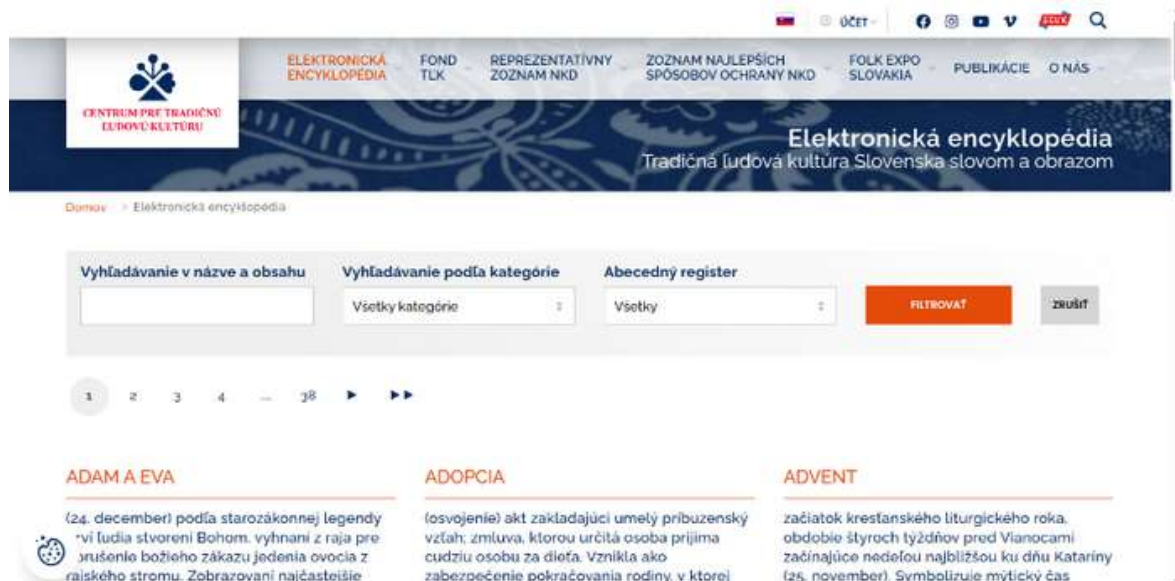 ÚČET
ELEKTRONICKÁ ENCYKLOPÉDIA
FOND TLK
REPREZENTATÍVNY ZOZNAM NKD
ZOZNAM NAJLEPŠÍCH SPÔSOBOV OCHRANY NKD
FOLK EXPO SLOVAKIA
PUBLIKÁCIE
O NÁS
CENTRUM PRE TRADIČNÚ
ĽUDOVÚ KULTÚRU
Elektronická encyklopédia
Tradičná ľudová kultúra Slovenska slovom a obrazom
Domov > Elektronická encyklopédia
Vyhľadávanie v názve a obsahu
Vyhľadávanie podľa kategórie
Abecedný register
Všetky kategórie
Všetky
FILTROVAŤ
ZRUŠIŤ
1 2 3 4 ... 38
ADAM A EVA
(24. december) podľa starozákonnej legendy
ľudia stvorení Bohom, vyhnaní z raja pre
božieho zákazu jedenia ovocia z
rajského stromu. Zobrazovaní najčastejšie
ADOPCIA
(osvojenie) akt zakladajúci umelý príbuzenský
vzťah; zmluva, ktorou určitá osoba prijíma
cudziu osobu za dieťa. Vznikla ako
zabezpečenie pokračovania rodiny, v ktorej
ADVENT
začiatok kresťanského liturgického roka,
obdobie štyroch týždňov pred Vianocami
začínajúce nedeľou najbližšou ku dňu Kataríny
(25. november). Symbolizuje mýtický čas